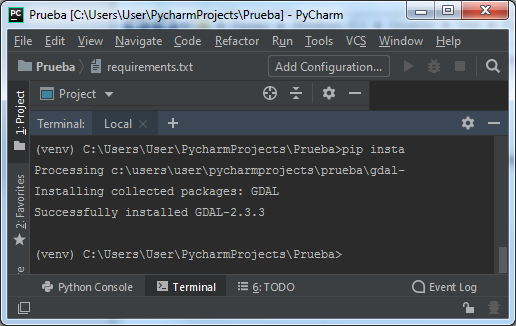 Prueba [C:\Users\User\PycharmProjects\Prueba] - PyCharm
File Edit View Navigate Code Refactor Run Tools VCS Window
Prueba requirements.txt Add Configuration...
1: Project
Project
Terminal: Local
(venv) C:\Users\User\PycharmProjects\Prueba>pip insta
Processing c:\users\user\pycharmprojects\prueba\gdal-
Installing collected packages: GDAL
Successfully installed GDAL-2.3.3
(venv) C:\Users\User\PycharmProjects\Prueba>
2: Favorites
Python Console Terminal 6: TODO Event Log